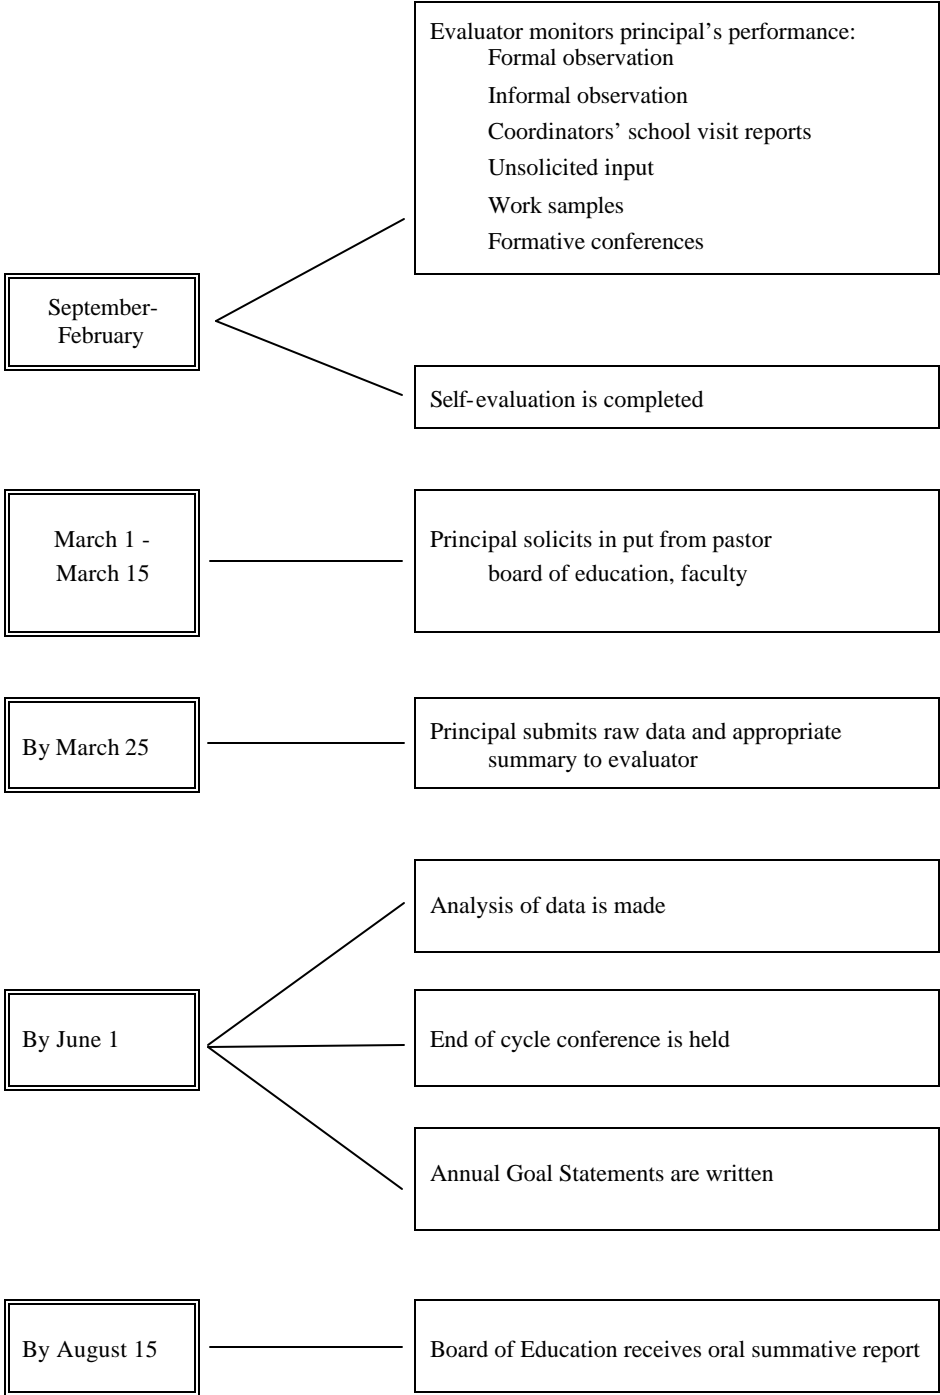 Evaluator monitors principal's performance:
Formal observation
Informal observation
Coordinators' school visit reports
Unsolicited input
Work samples
Formative conferences
September-
February
Self-evaluation is completed
March 1 -
March 15
Principal solicits in put from pastor
board of education, faculty
By March 25
Principal submits raw data and appropriate
summary to evaluator
Analysis of data is made
By June 1
End of cycle conference is held
Annual Goal Statements are written
By August 15
Board of Education receives oral summative report